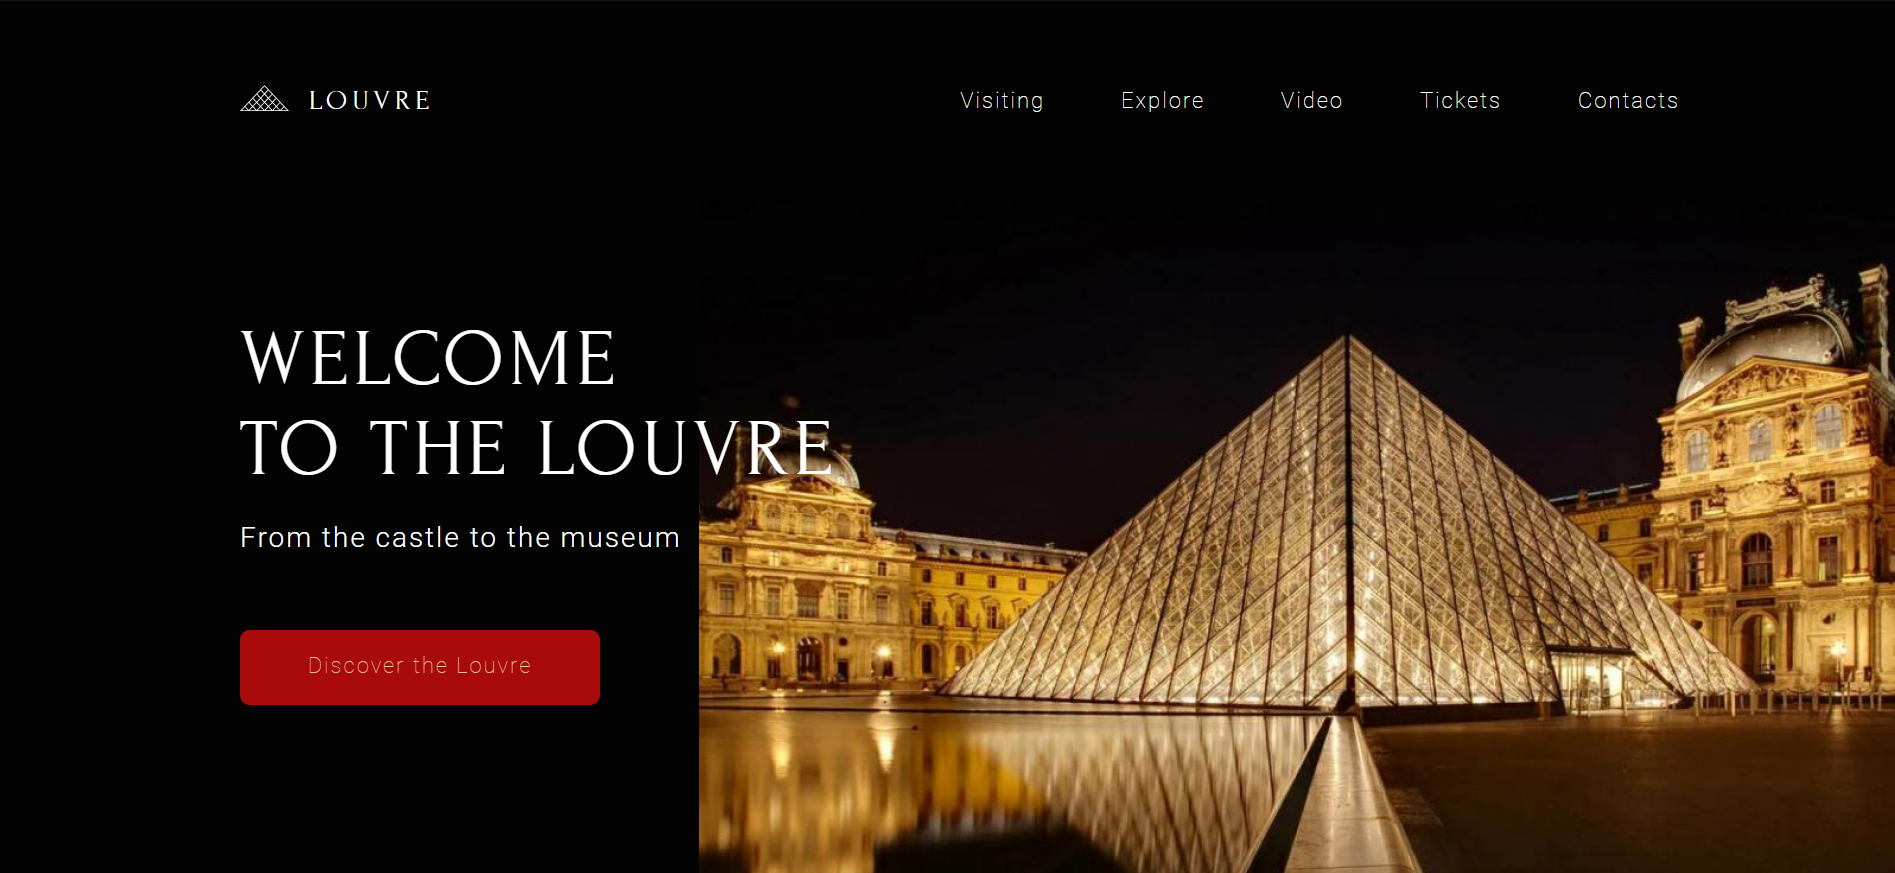 LOUVRE
Visiting Explore Video Tickets Contacts
WELCOME
TO THE LOUVRE
From the castle to the museum
Discover the Louvre